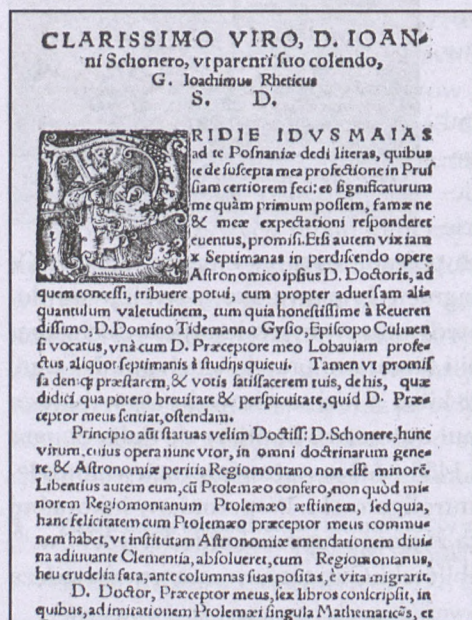 CLARISSIMO VIRO, D. IOAN-
ni Schonero, vt parenti suo colendo,
G. Ioachimus Rheticus
S. D.
PRIDIE IDVS MAIAS
ad te Posnaniæ dedi literas, quibus
te de suscepta mea profectione in Prus
siam certiorem feci: et significaturum
me quàm primum possem, famæ ne
& meæ expectationi responderet
euentus, promisi. Etsi autem vix iam
x Septimanas in perdiscendo opere
Astronomico ipsius D. Doctoris, ad
quem concessi, tribuere potui, cum propter aduersam aliq
quantulum valetudinem, tum quia honestissime à Reueren
dissimo, D. Domino Tidemanno Gysio, Episcopo Culmen
si vocatus, vnà cum D. Præceptore meo Lobauiam profe-
ctus aliquot septimanis à studijs quieui. Tamen vt promis
sa deniq; præstarem, & votis satisfacerem tuis, de his, quæ
didici, qua potero breuitate & perspicuitate, quid D. Præ-
ceptor meus sentiat, ostendam.
Principio aūt statuas velim Doctiss: D. Schonere, hunc
virum, cuius opera nunc vtor, in omni doctrinarum gene-
re, & Astronomiæ peritia Regiomontano non esse minorē.
Libentius autem eum, cū Ptolemæo confero, non quòd mi
norem Regiomontanum Ptolemæo æstimem, sed quia,
hanc felicitatem cum Ptolemæo præceptor meus commu-
nem habet, vt institutam Astronomiæ emendationem diui-
na adiuuante Clementia, absolueret, cum Regiomontanus,
heu crudelia fata, ante columnas suas positas, è vita migrarit.
D. Doctor, Præceptor meus, sex libros conscripsit, in
quibus, ad imitationem Ptolemæi singula Mathematicῶs, et